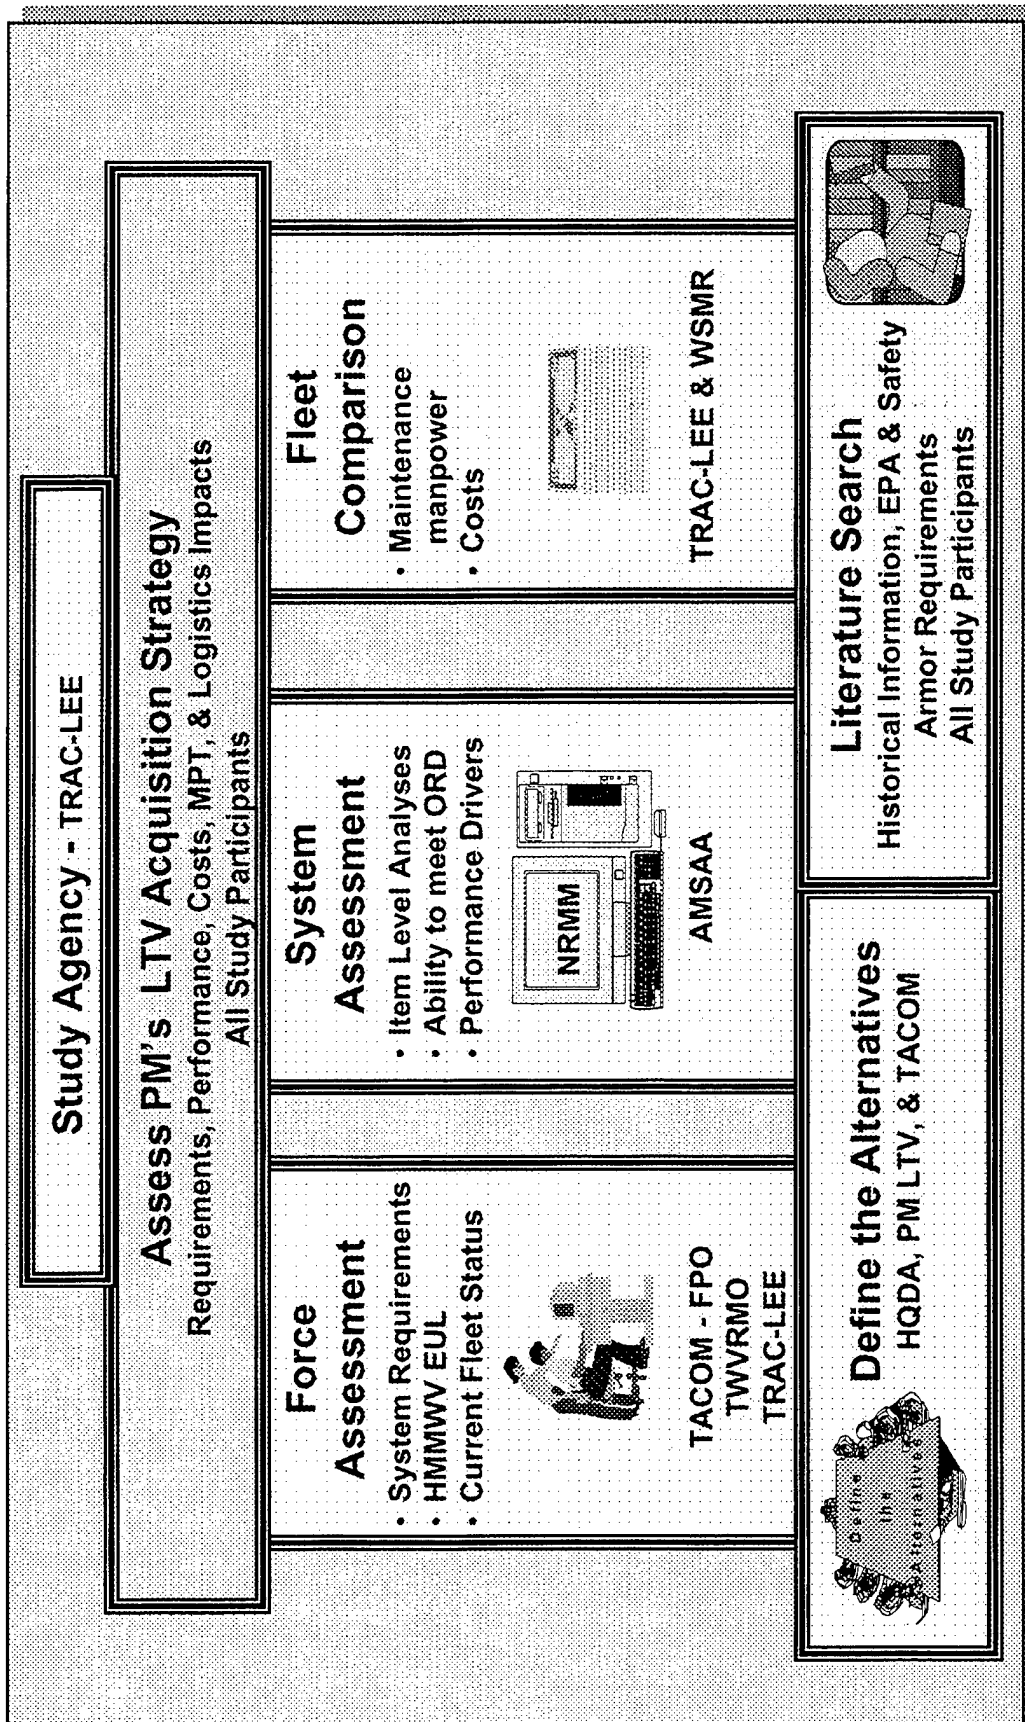 Study Agency - TRAC-LEE
Assess PM's LTV Acquisition Strategy
Requirements, Performance, Costs, MPT, & Logistics Impacts
All Study Participants
Force
Assessment
• System Requirements
• HMMWV EUL
• Current Fleet Status
TACOM - FPO
TWVRMO
TRAC-LEE
System
Assessment
• Item Level Analyses
• Ability to meet ORD
• Performance Drivers
NRMM
AMSAA
Fleet
Comparison
• Maintenance
manpower
• Costs
TRAC-LEE & WSMR
Define
the
Alternatives
Define the Alternatives
HQDA, PM LTV, & TACOM
Literature Search
Historical Information, EPA & Safety
Armor Requirements
All Study Participants